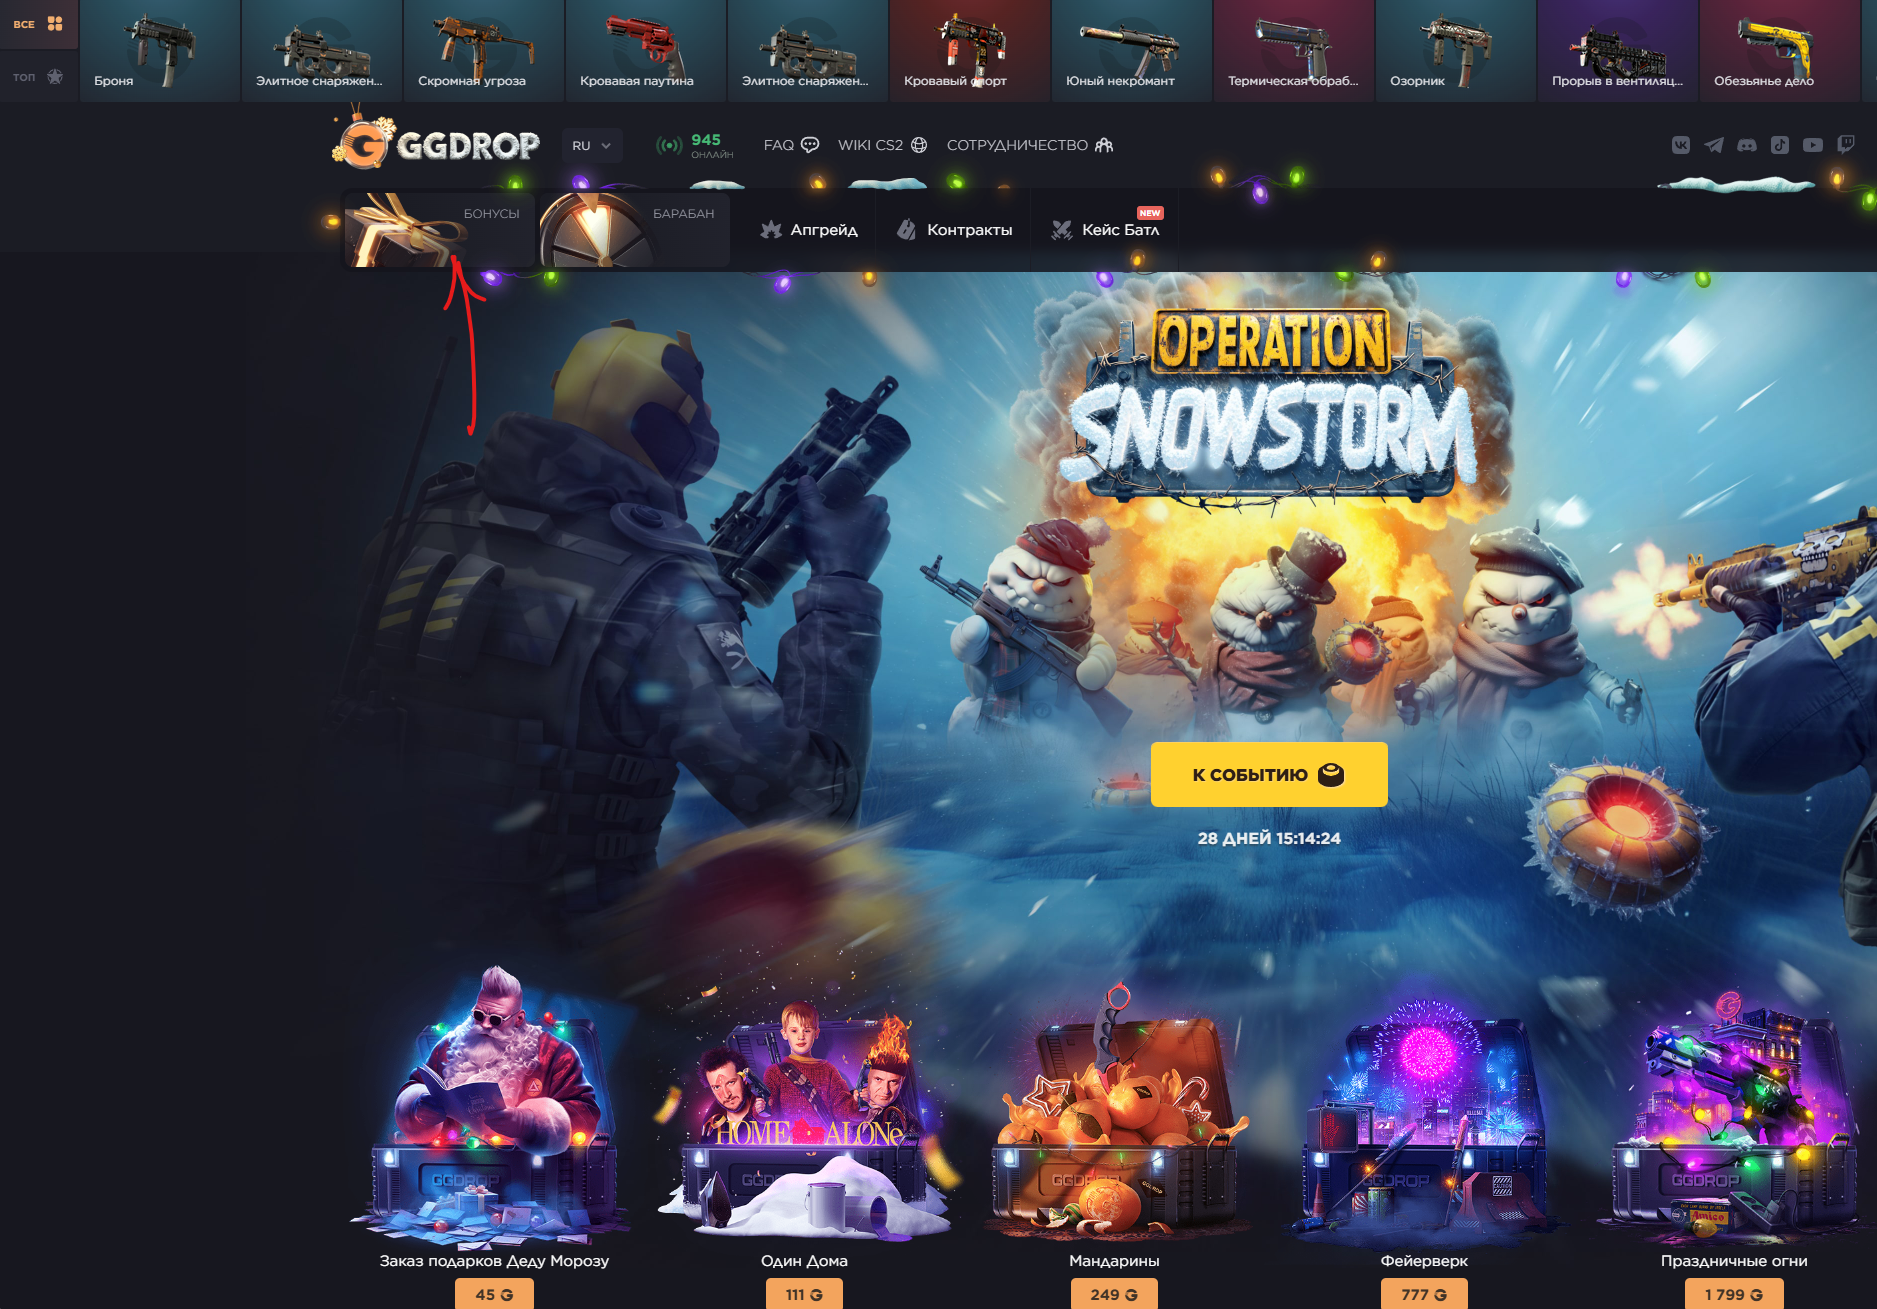 ВСЕ
ТОП
Броня
Элитное снаряжен...
Скромная угроза
Кровавая паутина
Элитное снаряжен...
Кровавый спорт
Юный некромант
Термическая обраб...
Озорник
Прорыв в вентиляц...
Обезьянье дело
GGDROP
RU
945
ОНЛАЙН
FAQ
WIKI CS2
СОТРУДНИЧЕСТВО
БОНУСЫ
БАРАБАН
Апгрейд
Контракты
NEW
Кейс Батл
OPERATION
SNOWSTORM
К СОБЫТИЮ
28 ДНЕЙ 15:14:24
GGDROP
HOME ALONe
GGDROP
GGDROP
GGDROP
Amigo
Заказ подарков Деду Морозу
Один Дома
Мандарины
Фейерверк
Праздничные огни
45 G
111 G
249 G
777 G
1 799 G